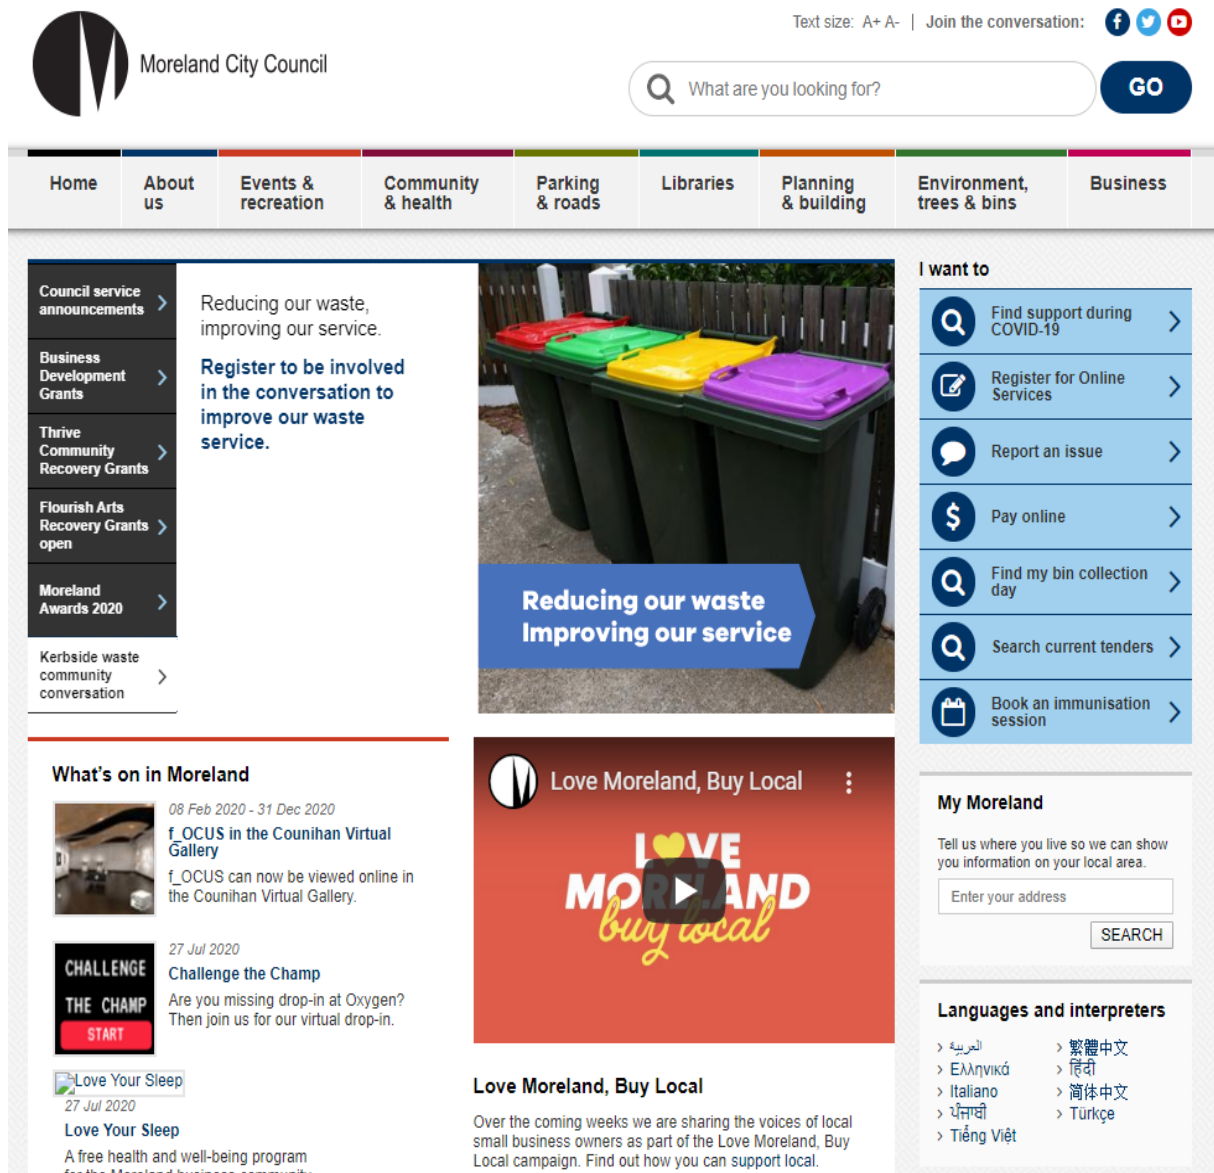 Text size: A+ A- | Join the conversation:
Moreland City Council
What are you looking for?
GO
Home
About
us
Events &
recreation
Community
& health
Parking
& roads
Libraries
Planning
& building
Environment,
trees & bins
Business
Council service
announcements
Business
Development
Grants
Thrive
Community
Recovery Grants
Flourish Arts
Recovery Grants
open
Moreland
Awards 2020
Kerbside waste
community
conversation
Reducing our waste,
improving our service.
Register to be involved
in the conversation to
improve our waste
service.
Reducing our waste
Improving our service
I want to
Find support during
COVID-19
Register for Online
Services
Report an issue
Pay online
Find my bin collection
day
Search current tenders
Book an immunisation
session
What's on in Moreland
08 Feb 2020 - 31 Dec 2020
f_OCUS in the Counihan Virtual
Gallery
f_OCUS can now be viewed online in
the Counihan Virtual Gallery.
CHALLENGE
THE CHAMP
START
27 Jul 2020
Challenge the Champ
Are you missing drop-in at Oxygen?
Then join us for our virtual drop-in.
Love Your Sleep
27 Jul 2020
Love Your Sleep
A free health and well-being program
for the Moreland business community
Love Moreland, Buy Local
LOVE
MORELAND
buy local
Love Moreland, Buy Local
Over the coming weeks we are sharing the voices of local
small business owners as part of the Love Moreland, Buy
Local campaign. Find out how you can support local.
My Moreland
Tell us where you live so we can show
you information on your local area.
Enter your address
SEARCH
Languages and interpreters
العربية
Ελληνικά
Italiano
ਪੰਜਾਬੀ
Tiếng Việt
繁體中文
हिंदी
简体中文
Türkçe